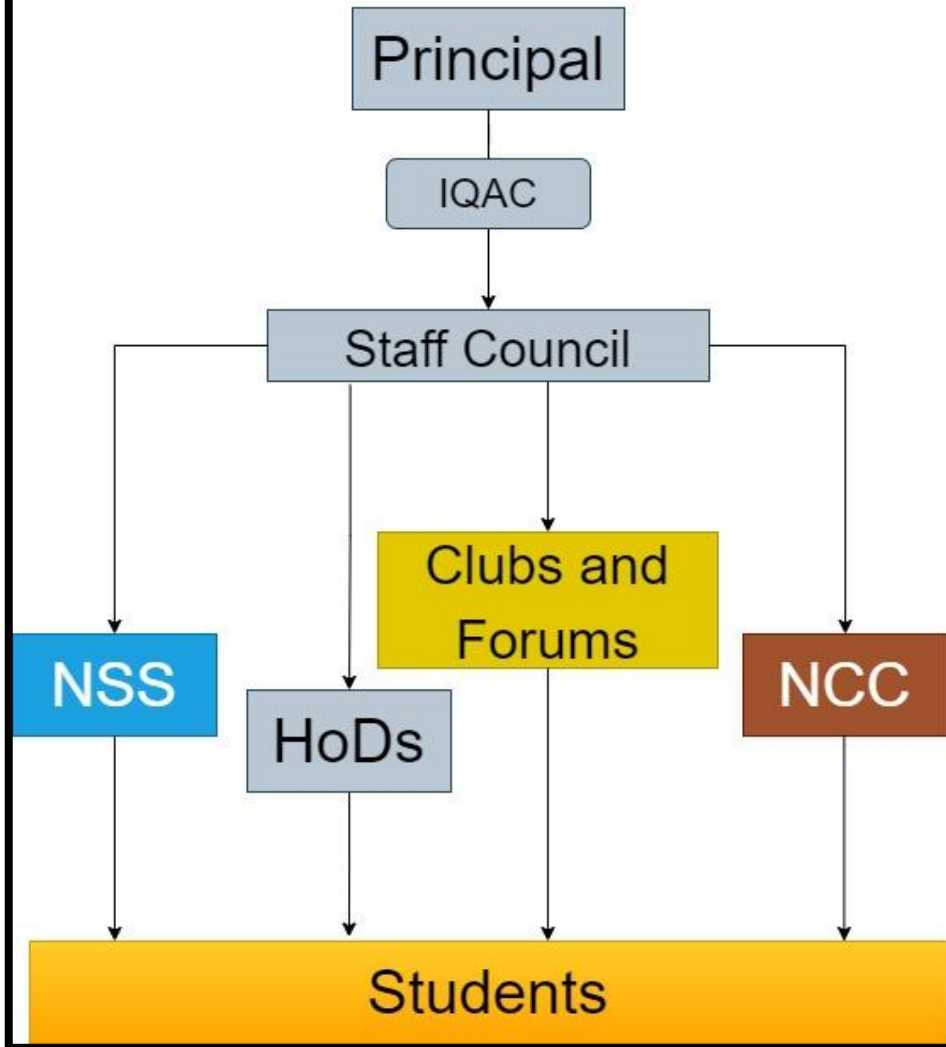 Principal
IQAC
Staff Council
Clubs and
Forums
NSS
NCC
HoDs
Students